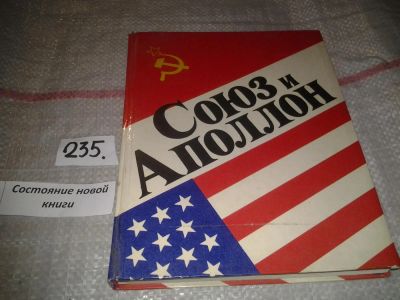 Союз и
Аполлон
235.
Состояние новой
книги